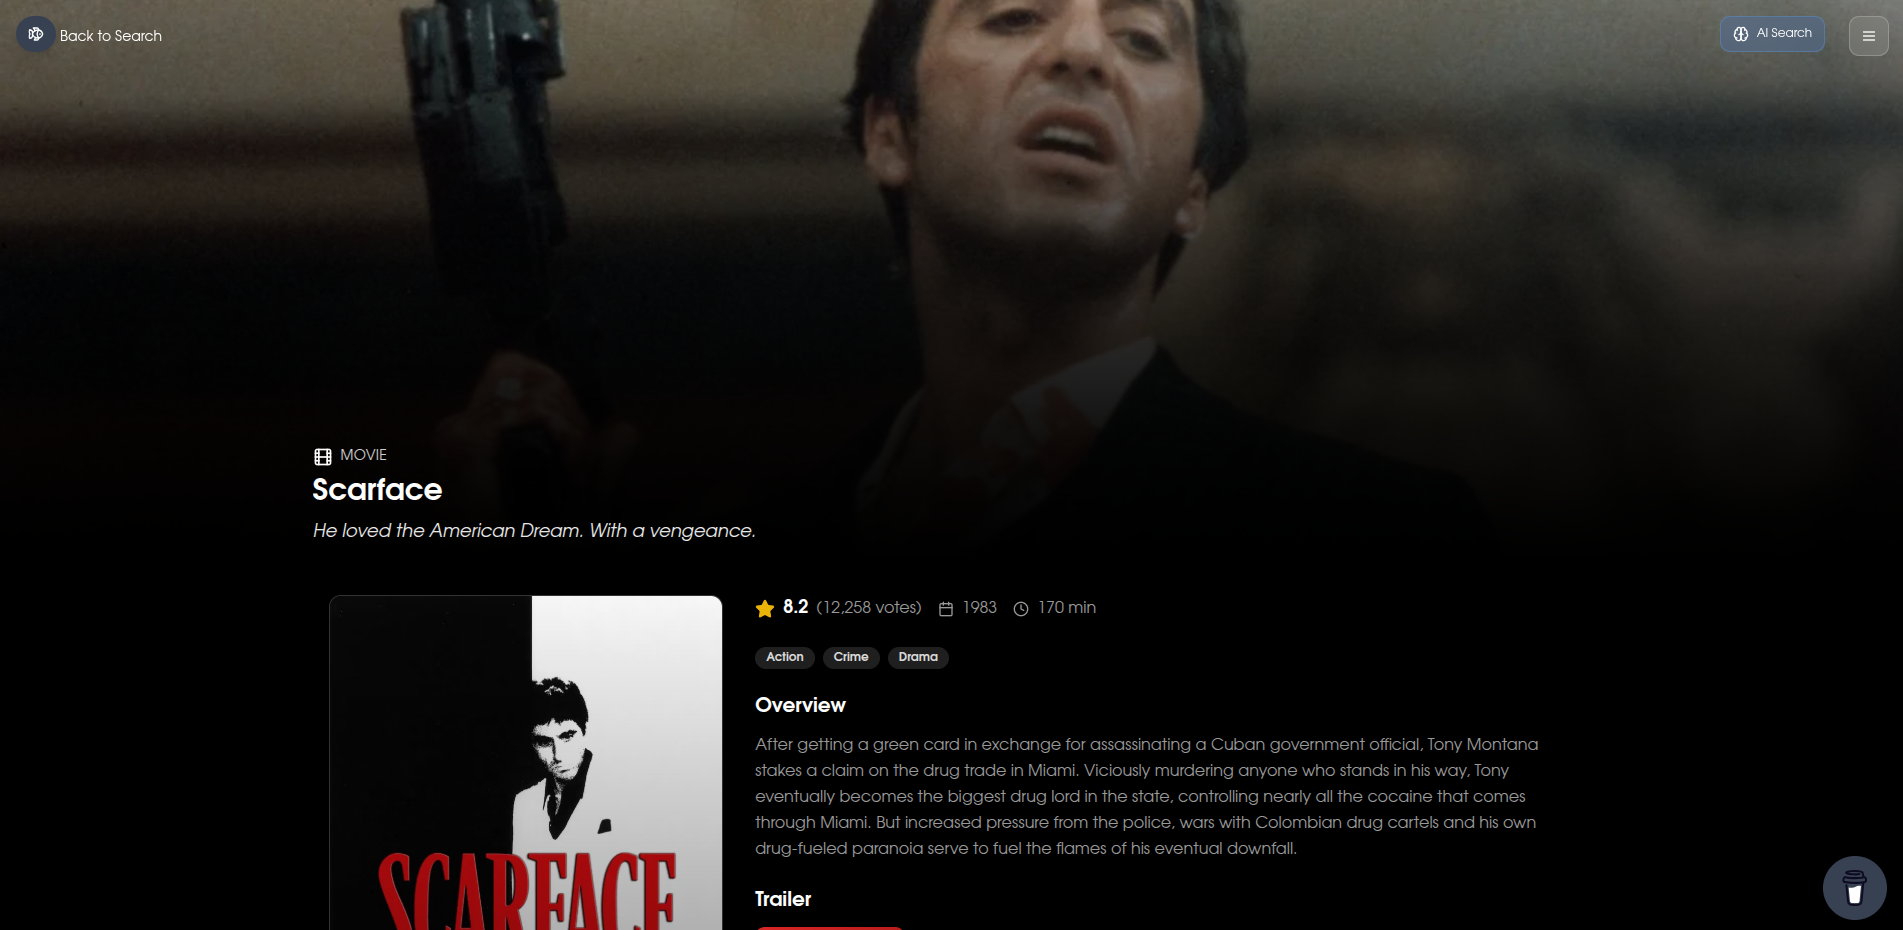 Back to Search
AI Search
MOVIE
Scarface
He loved the American Dream. With a vengeance.
8.2 (12,258 votes) 1983 170 min
Action Crime Drama
Overview
After getting a green card in exchange for assassinating a Cuban government official, Tony Montana
stakes a claim on the drug trade in Miami. Viciously murdering anyone who stands in his way, Tony
eventually becomes the biggest drug lord in the state, controlling nearly all the cocaine that comes
through Miami. But increased pressure from the police, wars with Colombian drug cartels and his own
drug-fueled paranoia serve to fuel the flames of his eventual downfall.
SCARFACE
Trailer